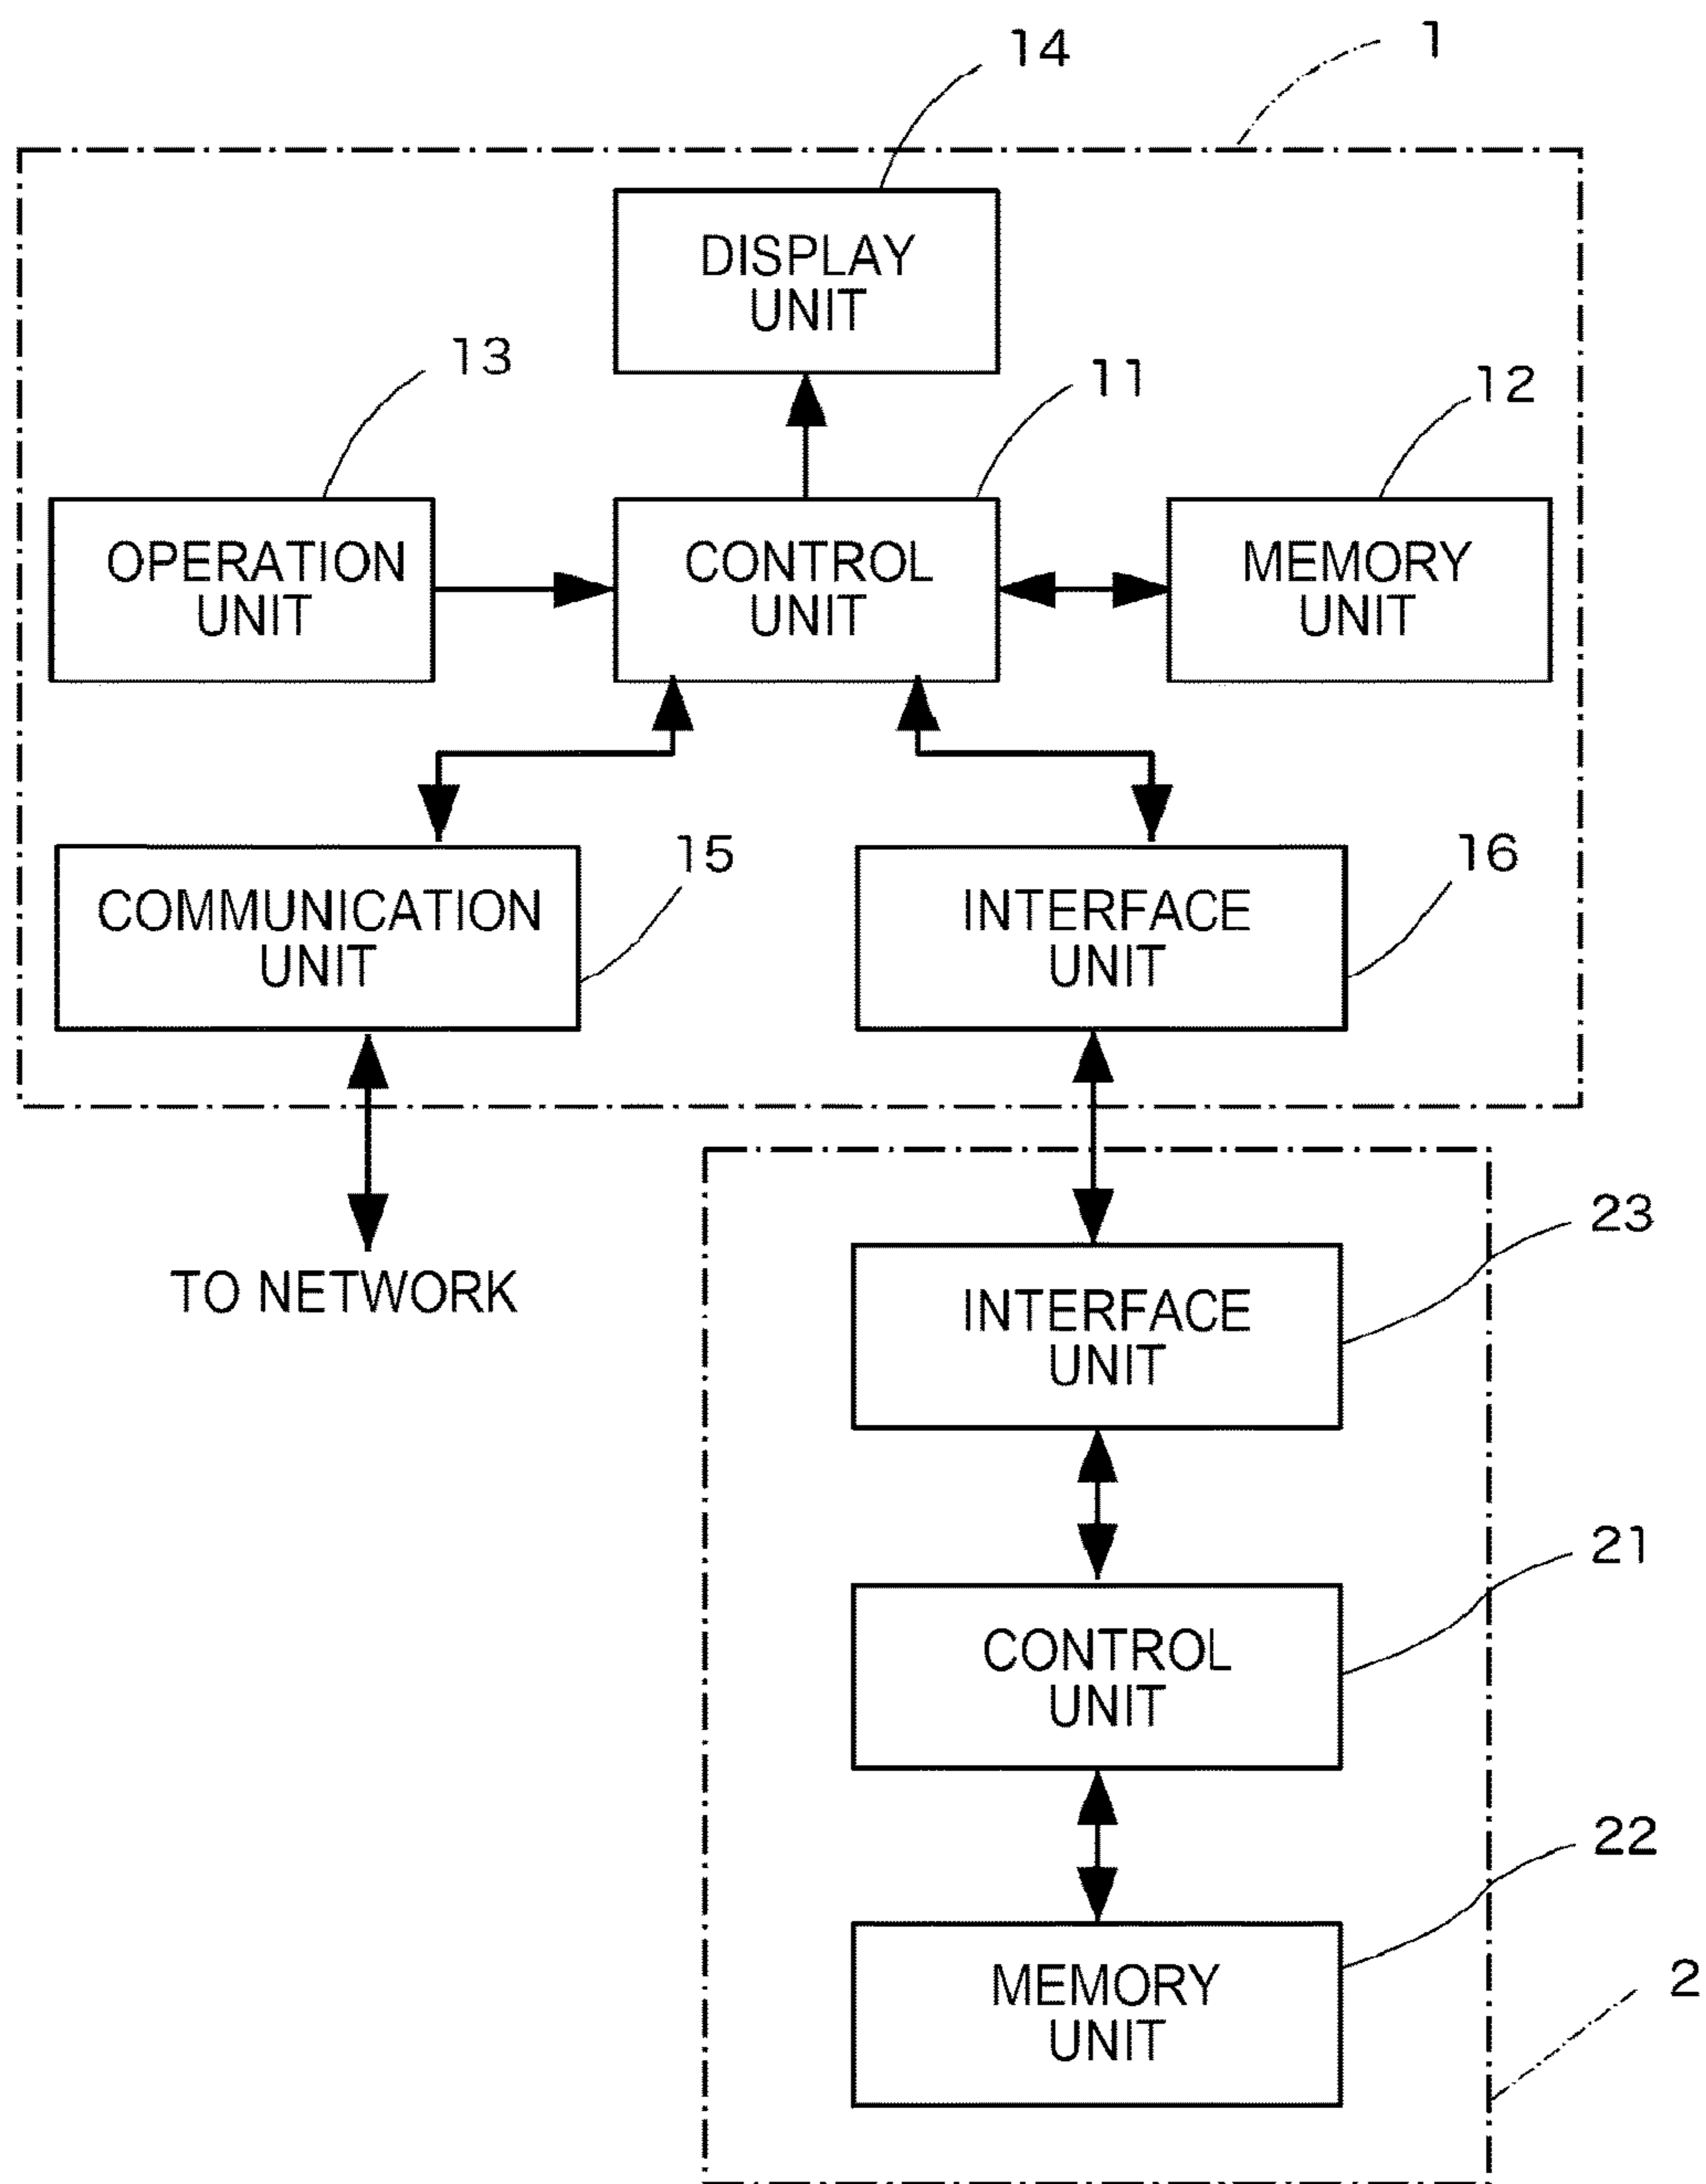 1
14
DISPLAY
UNIT
13
11
12
OPERATION
UNIT
CONTROL
UNIT
MEMORY
UNIT
15
16
COMMUNICATION
UNIT
INTERFACE
UNIT
TO NETWORK
23
INTERFACE
UNIT
21
CONTROL
UNIT
22
MEMORY
UNIT
2